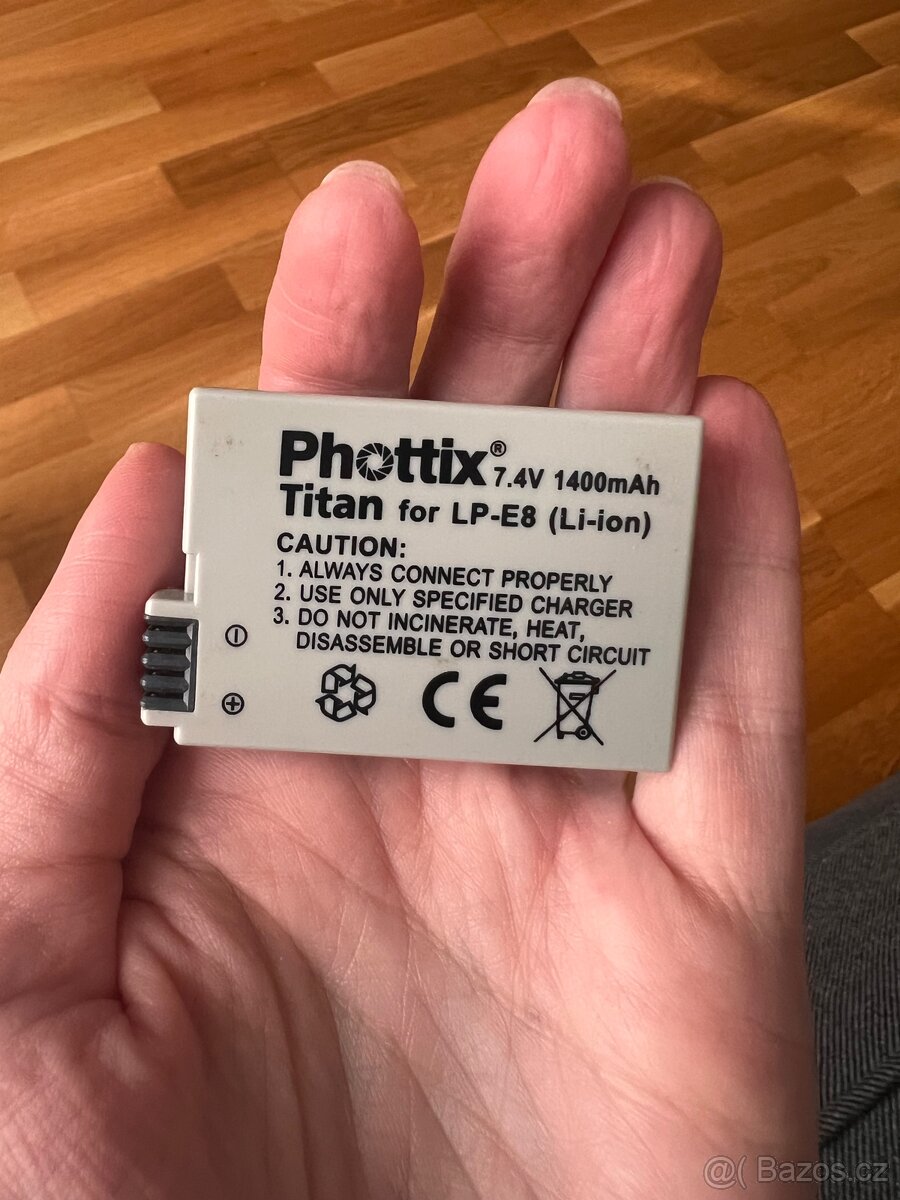 Phottix® 7.4V 1400mAh
Titan for LP-E8 (Li-ion)
CAUTION:
1. ALWAYS CONNECT PROPERLY
2. USE ONLY SPECIFIED CHARGER
3. DO NOT INCINERATE, HEAT,
DISASSEMBLE OR SHORT CIRCUIT
CE
@( Bazos.cz